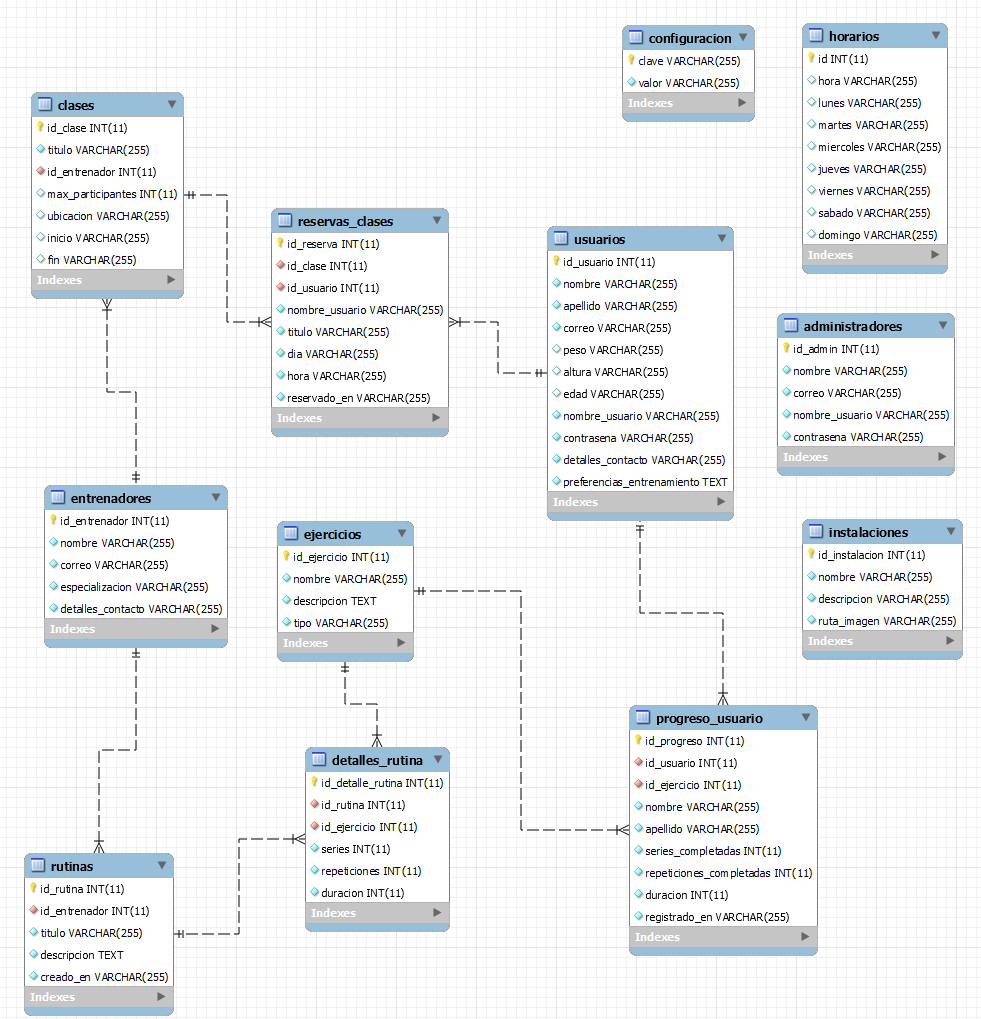 configuracion
clave VARCHAR(255)
valor VARCHAR(255)
Indexes
horarios
id INT(11)
hora VARCHAR(255)
lunes VARCHAR(255)
martes VARCHAR(255)
miercoles VARCHAR(255)
jueves VARCHAR(255)
viernes VARCHAR(255)
sabado VARCHAR(255)
domingo VARCHAR(255)
Indexes
clases
id_clase INT(11)
titulo VARCHAR(255)
id_entrenador INT(11)
max_participantes INT(11)
ubicacion VARCHAR(255)
inicio VARCHAR(255)
fin VARCHAR(255)
Indexes
reservas_clases
id_reserva INT(11)
id_clase INT(11)
id_usuario INT(11)
nombre_usuario VARCHAR(255)
titulo VARCHAR(255)
dia VARCHAR(255)
hora VARCHAR(255)
reservado_en VARCHAR(255)
Indexes
usuarios
id_usuario INT(11)
nombre VARCHAR(255)
apellido VARCHAR(255)
correo VARCHAR(255)
peso VARCHAR(255)
altura VARCHAR(255)
edad VARCHAR(255)
nombre_usuario VARCHAR(255)
contrasena VARCHAR(255)
detalles_contacto VARCHAR(255)
preferencias_entrenamiento TEXT
Indexes
administradores
id_admin INT(11)
nombre VARCHAR(255)
correo VARCHAR(255)
nombre_usuario VARCHAR(255)
contrasena VARCHAR(255)
Indexes
entrenadores
id_entrenador INT(11)
nombre VARCHAR(255)
correo VARCHAR(255)
especializacion VARCHAR(255)
detalles_contacto VARCHAR(255)
Indexes
ejercicios
id_ejercicio INT(11)
nombre VARCHAR(255)
descripcion TEXT
tipo VARCHAR(255)
Indexes
instalaciones
id_instalacion INT(11)
nombre VARCHAR(255)
descripcion VARCHAR(255)
ruta_imagen VARCHAR(255)
Indexes
progreso_usuario
id_progreso INT(11)
id_usuario INT(11)
id_ejercicio INT(11)
nombre VARCHAR(255)
apellido VARCHAR(255)
series_completadas INT(11)
repeticiones_completadas INT(11)
duracion INT(11)
registrado_en VARCHAR(255)
Indexes
detalles_rutina
id_detalle_rutina INT(11)
id_rutina INT(11)
id_ejercicio INT(11)
series INT(11)
repeticiones INT(11)
duracion INT(11)
Indexes
rutinas
id_rutina INT(11)
id_entrenador INT(11)
titulo VARCHAR(255)
descripcion TEXT
creado_en VARCHAR(255)
Indexes